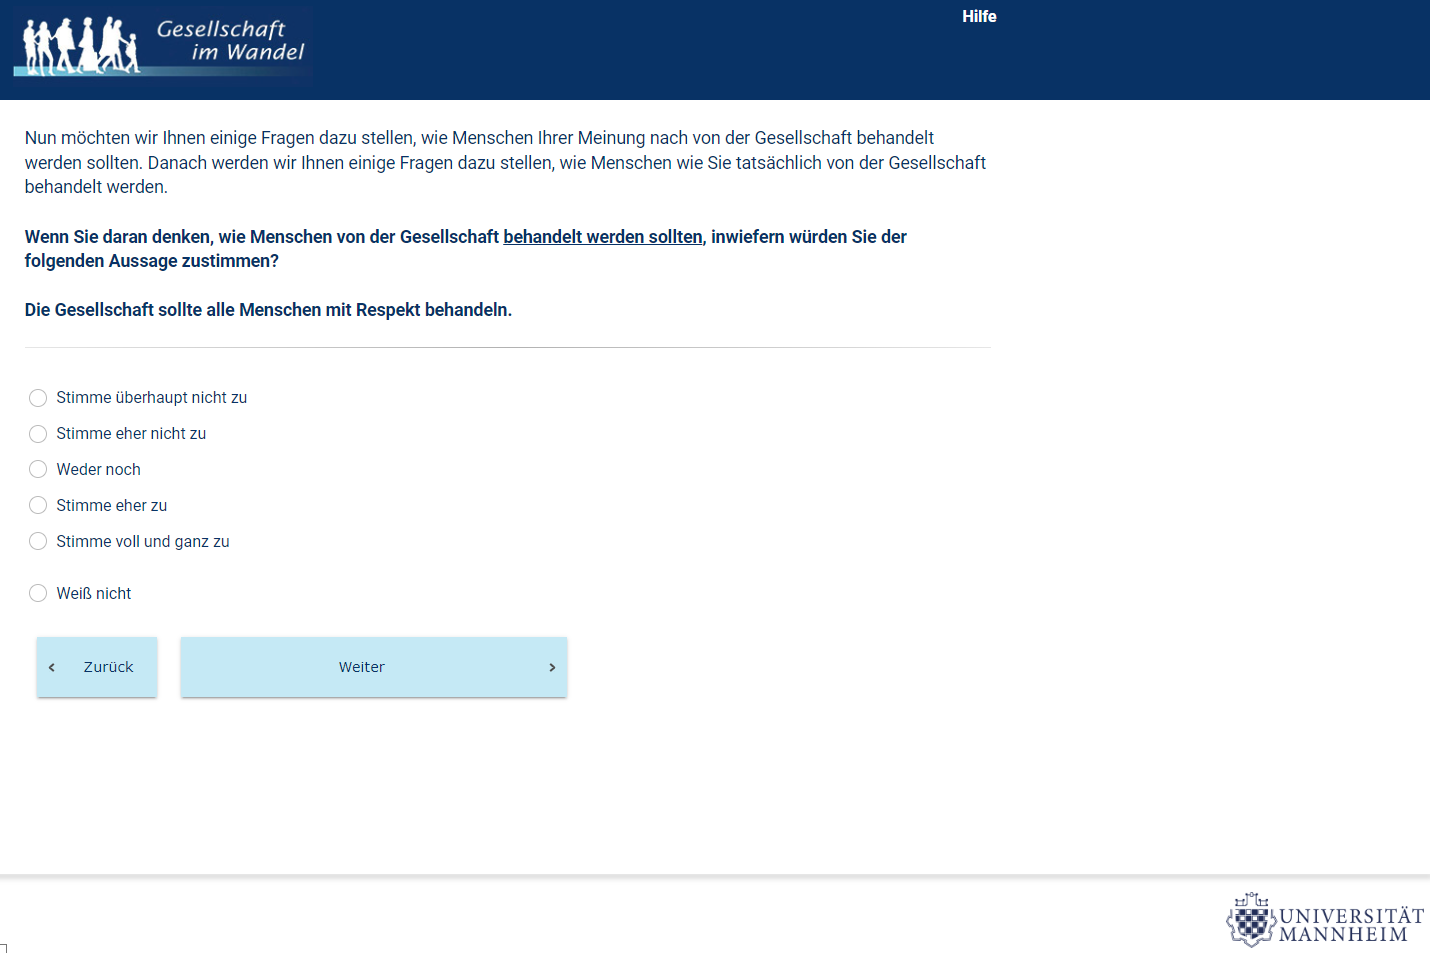 Gesellschaft
im Wandel
Hilfe
Nun möchten wir Ihnen einige Fragen dazu stellen, wie Menschen Ihrer Meinung nach von der Gesellschaft behandelt
werden sollten. Danach werden wir Ihnen einige Fragen dazu stellen, wie Menschen wie Sie tatsächlich von der Gesellschaft
behandelt werden.
Wenn Sie daran denken, wie Menschen von der Gesellschaft behandelt werden sollten, inwiefern würden Sie der
folgenden Aussage zustimmen?
Die Gesellschaft sollte alle Menschen mit Respekt behandeln.
Stimme überhaupt nicht zu
Stimme eher nicht zu
Weder noch
Stimme eher zu
Stimme voll und ganz zu
Weiß nicht
Zurück
Weiter
UNIVERSITÄT
MANNHEIM